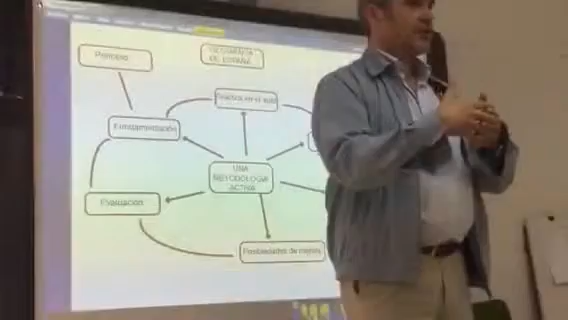 Principio
GEOGRAFÍA
DE ESPAÑA
Práctica en el aula
Fundamentación
UNA
METODOLOGÍA
ACTIVA
Evaluación
Posibilidades de mejora